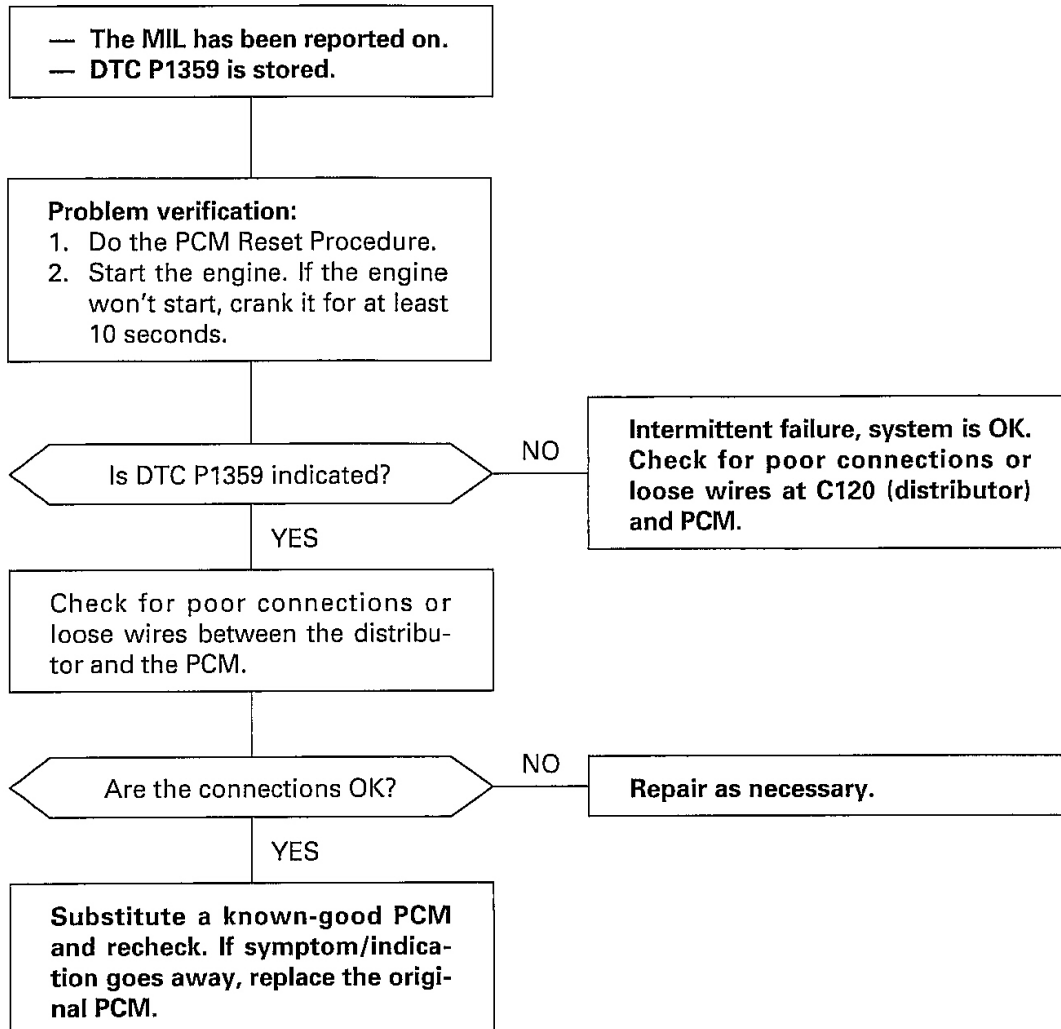 — The MIL has been reported on.
— DTC P1359 is stored.
Problem verification:
1. Do the PCM Reset Procedure.
2. Start the engine. If the engine
won't start, crank it for at least
10 seconds.
Is DTC P1359 indicated?
NO
Intermittent failure, system is OK.
Check for poor connections or
loose wires at C120 (distributor)
and PCM.
YES
Check for poor connections or
loose wires between the distribu-
tor and the PCM.
Are the connections OK?
NO
Repair as necessary.
YES
Substitute a known-good PCM
and recheck. If symptom/indica-
tion goes away, replace the origi-
nal PCM.